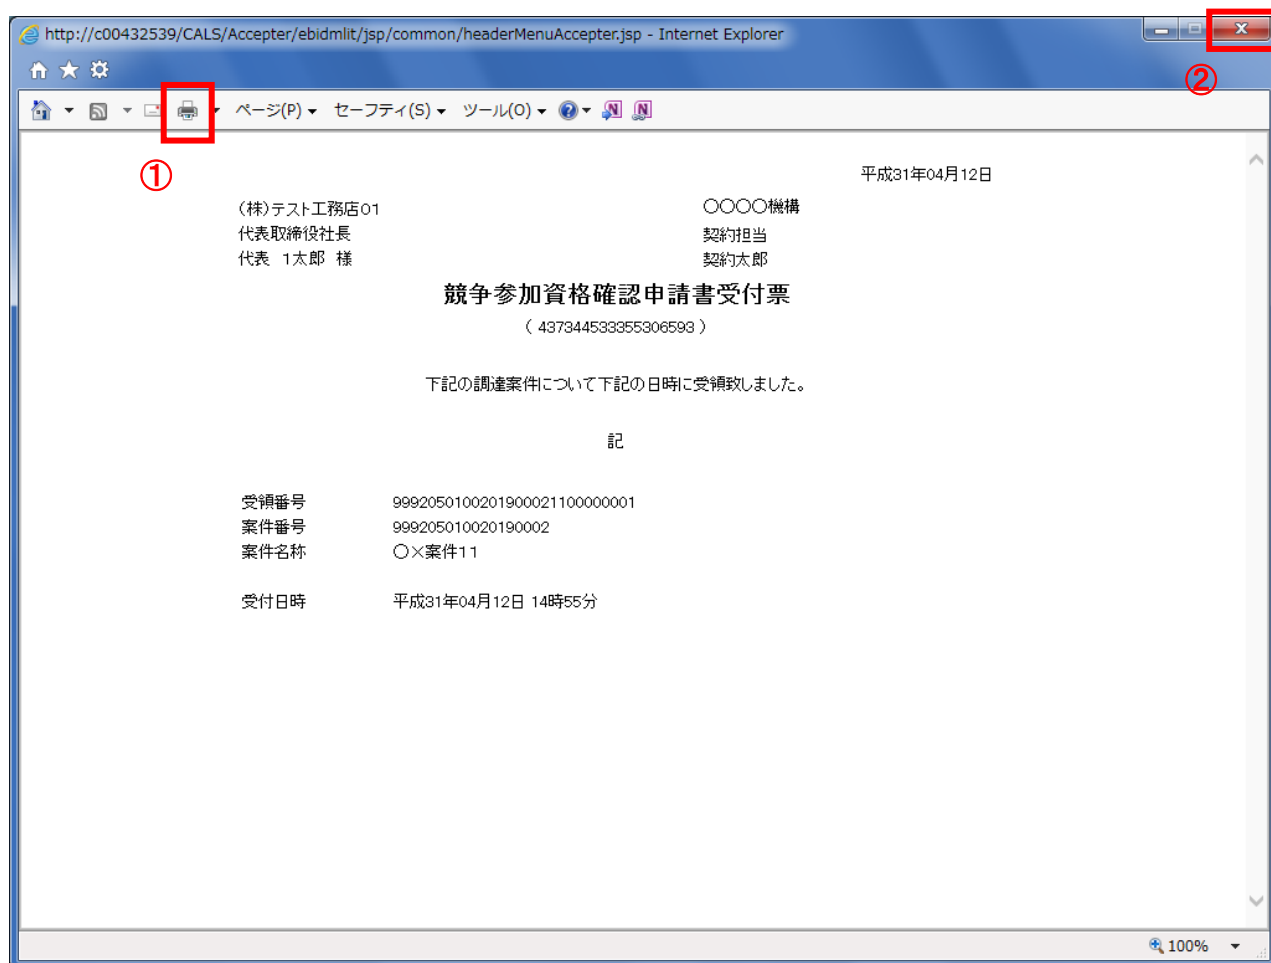 http://c00432539/CALS/Accepter/ebidmlit/jsp/common/headerMenuAccepter.jsp - Internet Explorer
②
ページ(P) セーフティ(S) ツール(O)
①
平成31年04月12日
(株)テスト工務店01
〇〇〇〇機構
代表取締役社長
契約担当
代表 1太郎 様
契約太郎
競争参加資格確認申請書受付票
( 437344533355306593 )
下記の調達案件について下記の日時に受領致しました。
記
受領番号 9992050100201900021100000001
案件番号 999205010020190002
案件名称 〇×案件11
受付日時 平成31年04月12日 14時55分
100%